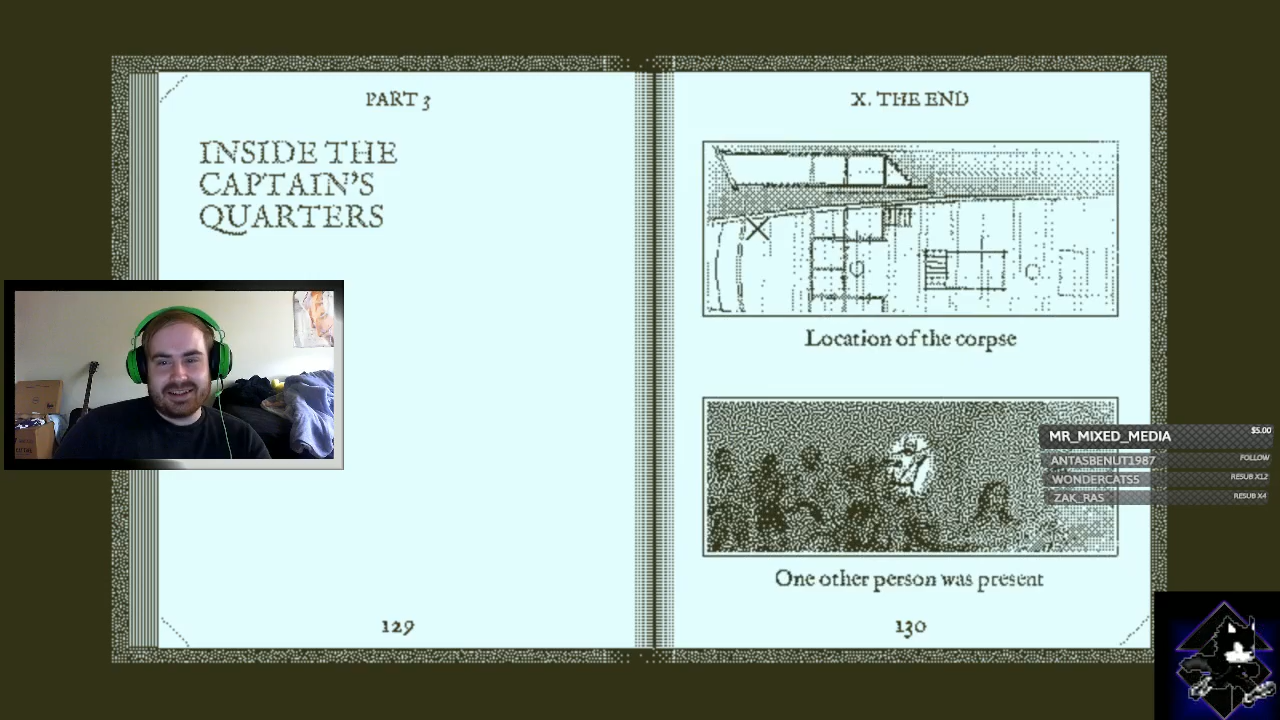 PART 3
INSIDE THE
CAPTAIN'S
QUARTERS
129
X. THE END
Location of the corpse
One other person was present
130
MR_MIXED_MEDIA $5.00
ANTASBENUT1987 FOLLOW
WONDERCATS5 RESUB X12
ZAK_RAS RESUB X4